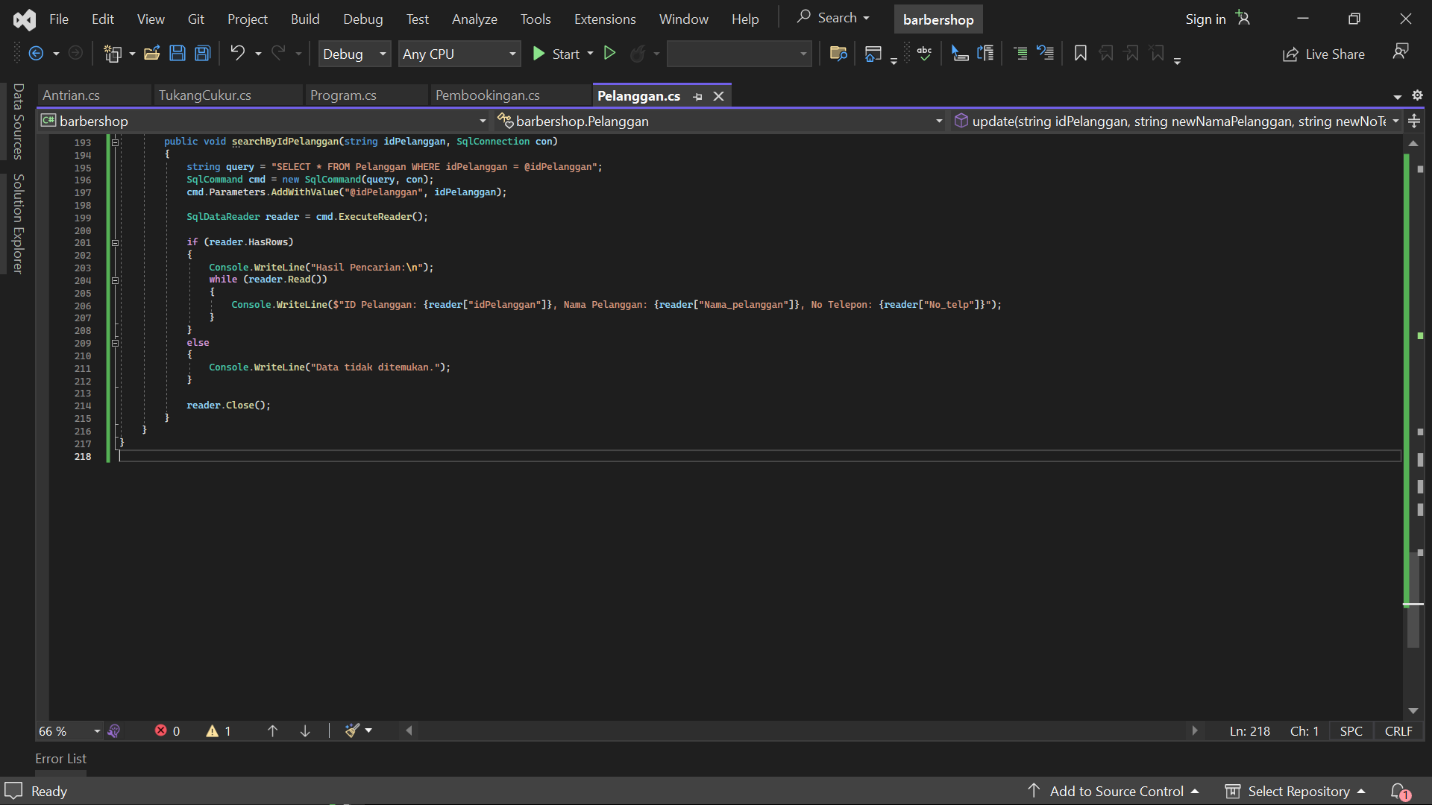 File Edit View Git Project Build Debug Test Analyze Tools Extensions Window Help Search barbershop Sign in
Debug Any CPU Start Live Share
Data Sources
Solution Explorer
Antrian.cs TukangCukur.cs Program.cs Pembookingan.cs Pelanggan.cs
C# barbershop barbershop.Pelanggan update(string idPelanggan, string newNamaPelanggan, string newNoTe
193 public void searchByIdPelanggan(string idPelanggan, SqlConnection con)
194 {
195 string query = "SELECT * FROM Pelanggan WHERE idPelanggan = @idPelanggan";
196 SqlCommand cmd = new SqlCommand(query, con);
197 cmd.Parameters.AddWithValue("@idPelanggan", idPelanggan);
198
199 SqlDataReader reader = cmd.ExecuteReader();
200
201 if (reader.HasRows)
202 {
203 Console.WriteLine("Hasil Pencarian:\n");
204 while (reader.Read())
205 {
206 Console.WriteLine($"ID Pelanggan: {reader["idPelanggan"]}, Nama Pelanggan: {reader["Nama_pelanggan"]}, No Telepon: {reader["No_telp"]}");
207 }
208 }
209 else
210 {
211 Console.WriteLine("Data tidak ditemukan.");
212 }
213
214 reader.Close();
215 }
216 }
217 }
218
66 % 0 1 Ln: 218 Ch: 1 SPC CRLF
Error List
Ready Add to Source Control Select Repository 1